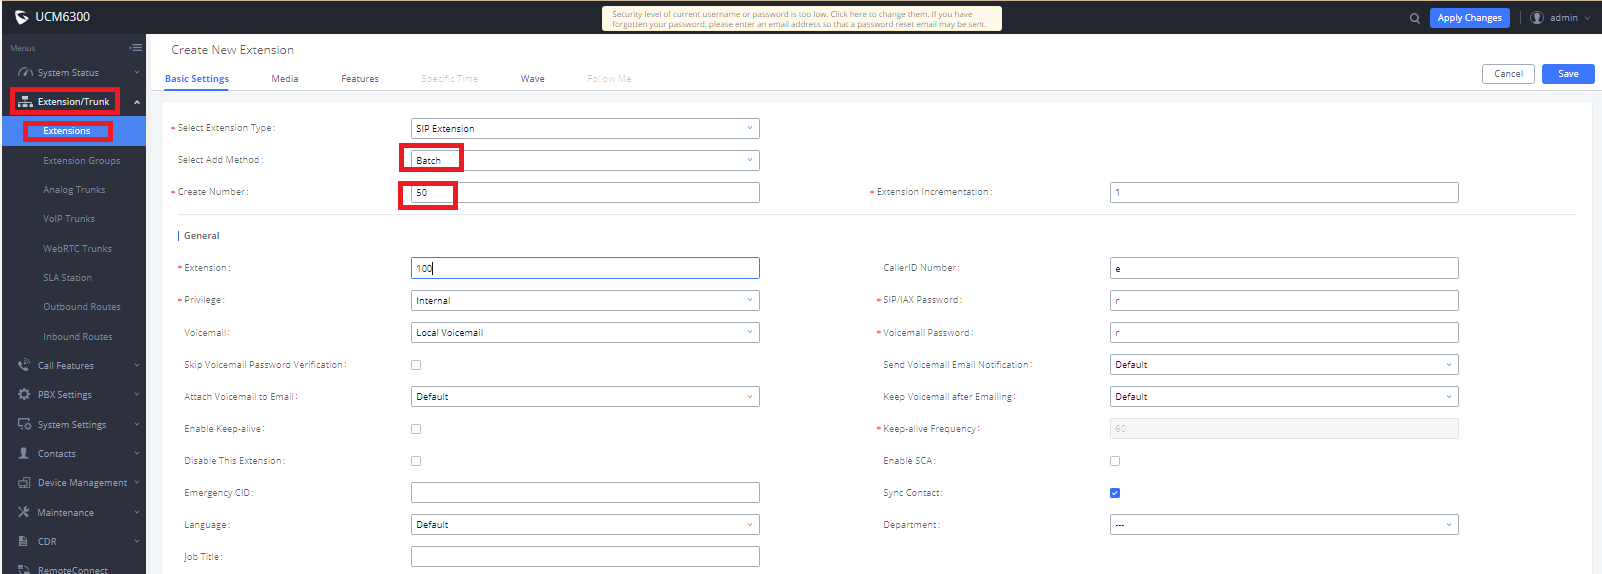 UCM6300
Security level of current username or password is too low. Click here to change them. If you have
forgotten your password, please enter an email address so that a password reset email may be sent.
Apply Changes
admin
Menus
System Status
Extension/Trunk
Extensions
Extension Groups
Analog Trunks
VoIP Trunks
WebRTC Trunks
SLA Station
Outbound Routes
Inbound Routes
Call Features
PBX Settings
System Settings
Contacts
Device Management
Maintenance
CDR
RemoteConnect
Create New Extension
Basic Settings Media Features Specific Time Wave Follow Me
Cancel Save
* Select Extension Type: SIP Extension
Select Add Method: Batch
* Create Number: 50 * Extension Incrementation: 1
General
* Extension: 100 CallerID Number: e
* Privilege: Internal * SIP/IAX Password: r
Voicemail: Local Voicemail * Voicemail Password: r
Skip Voicemail Password Verification: Send Voicemail Email Notification: Default
Attach Voicemail to Email: Default Keep Voicemail after Emailing: Default
Enable Keep-alive: * Keep-alive Frequency: 60
Disable This Extension: Enable SCA:
Emergency CID: Sync Contact:
Language: Default Department: ---
Job Title: